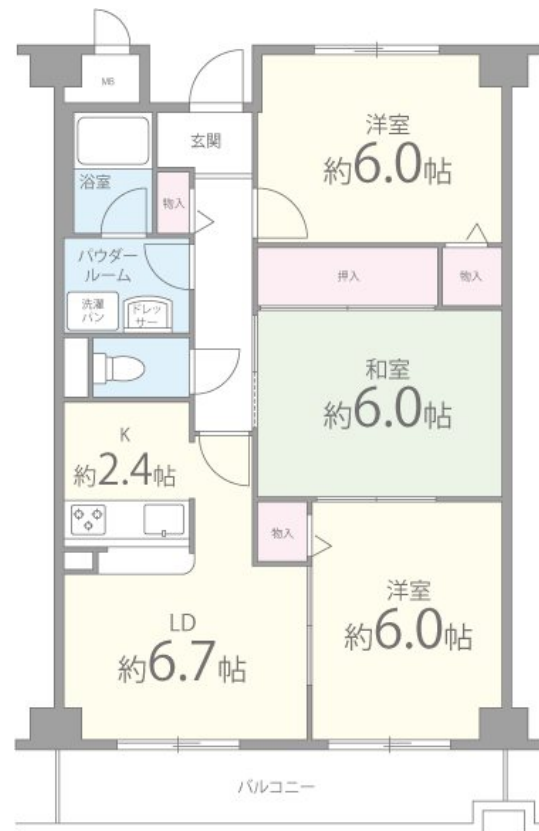 MB
玄関
洋室
約6.0帖
浴室
物入
パウダー
ルーム
洗濯
パン
ドレッ
サー
押入
物入
和室
約6.0帖
K
約2.4帖
物入
洋室
約6.0帖
LD
約6.7帖
バルコニー